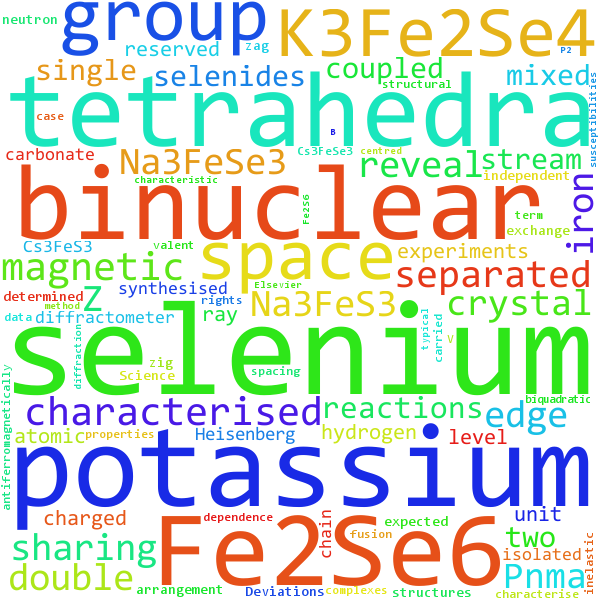 neutron group K3Fe2Se4
reserved zag P2
single selenides coupled mixed
structural
tetrahedra
case B susceptibilities
carbonate Na3FeSe3 Cs3FeSe3 centred
reveal stream
characteristic independent
binuclear iron
Fe2S6 term
exchange
Cs3FeS3 valent space experiments
magnetic separated
synthesised Elsevier
determined Z rights Na3FeS3 crystal
method
data diffractometer ray
selenium
diffraction zig Science spacing typical carried V
biquadratic
characterised reactions edge
antiferromagnetically atomic properties Heisenberg hydrogen level
potassium
charged dependence chain expected unit
fusion
sharing Fe2Se6 two
isolated
double Pnma inelastic
arrangement Deviations complexes structures characterise